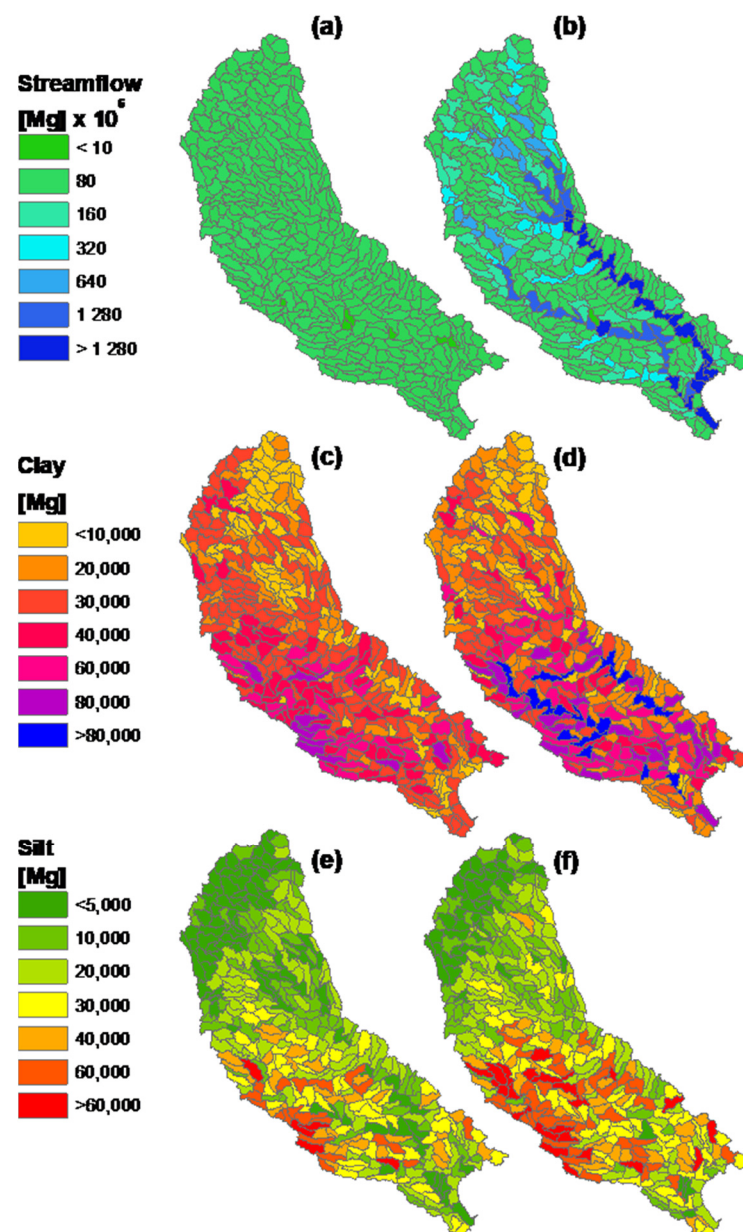 (a)
(b)
Streamflow
[Mg] x 10⁶
< 10
80
160
320
640
1 280
> 1 280
(c)
(d)
Clay
[Mg]
<10,000
20,000
30,000
40,000
60,000
80,000
>80,000
(e)
(f)
Silt
[Mg]
<5,000
10,000
20,000
30,000
40,000
60,000
>60,000